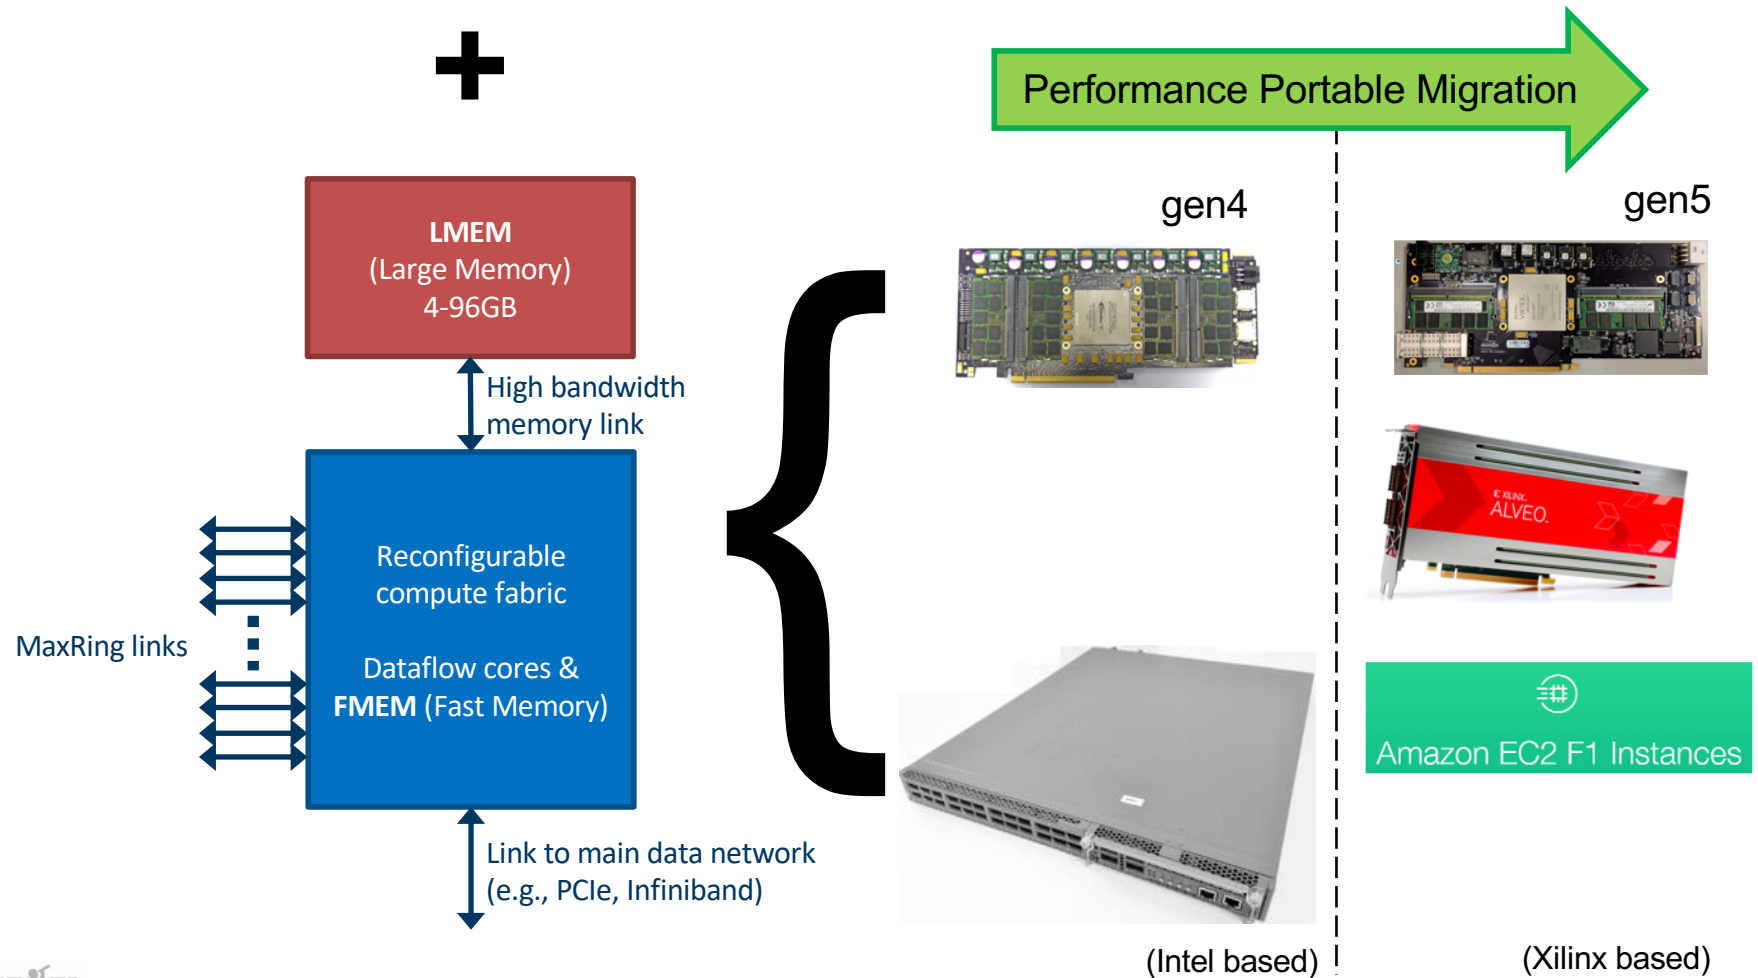 +
Performance Portable Migration
gen4
gen5
LMEM
(Large Memory)
4-96GB
High bandwidth
memory link
Reconfigurable
compute fabric
Dataflow cores &
FMEM (Fast Memory)
MaxRing links
Link to main data network
(e.g., PCIe, Infiniband)
{
VIRTEX
XILINX
ALVEO
Amazon EC2 F1 Instances
(Intel based)
(Xilinx based)